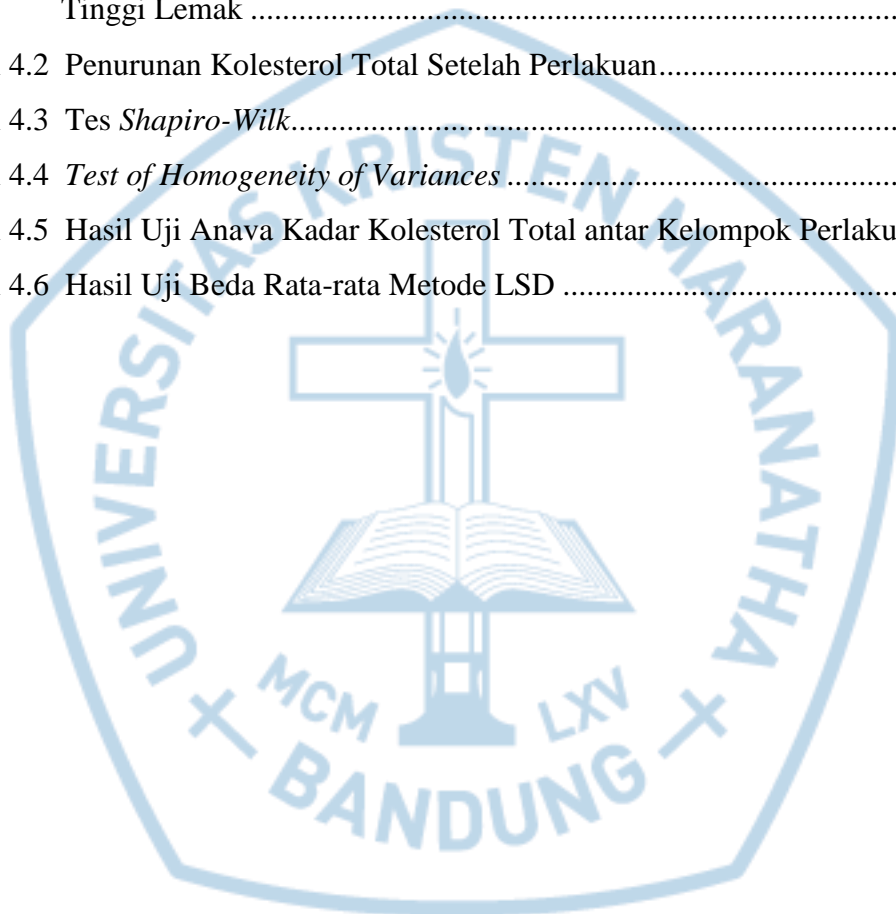 Tinggi Lemak ................................................................................
4.2 Penurunan Kolesterol Total Setelah Perlakuan..............................
4.3 Tes Shapiro-Wilk............................................................................
4.4 Test of Homogeneity of Variances .................................................
4.5 Hasil Uji Anava Kadar Kolesterol Total antar Kelompok
4.6 Hasil Uji Beda Rata-rata Metode LSD ..........................................
UNIVERSITAS KRISTEN MARANATHA
MCM LXV
BANDUNG